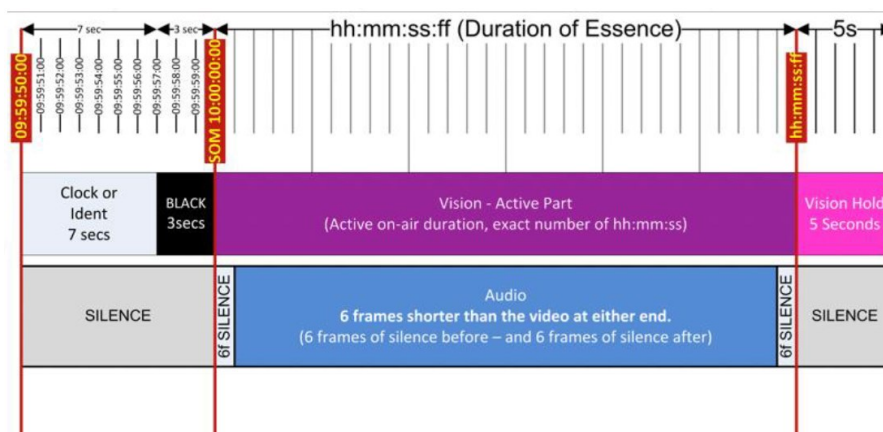 7 sec
3 sec
hh:mm:ss:ff (Duration of Essence)
5s
09:59:50:00
09:59:51:00
09:59:52:00
09:59:53:00
09:59:54:00
09:59:55:00
09:59:56:00
09:59:57:00
09:59:58:00
09:59:59:00
SOM 10:00:00:00
hh:mm:ss:ff
Clock or
Ident
7 secs
BLACK
3secs
Vision - Active Part
(Active on-air duration, exact number of hh:mm:ss)
Vision Hold
5 Seconds
SILENCE
6f SILENCE
Audio
6 frames shorter than the video at either end.
(6 frames of silence before – and 6 frames of silence after)
6f SILENCE
SILENCE